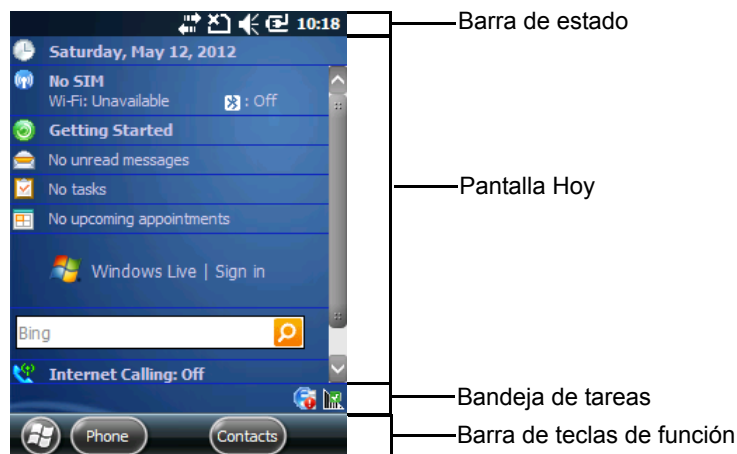 10:18
Barra de estado
Saturday, May 12, 2012
No SIM
Wi-Fi: Unavailable : Off
Getting Started
No unread messages
No tasks
Pantalla Hoy
No upcoming appointments
Windows Live | Sign in
Bing
Internet Calling: Off
Bandeja de tareas
Phone Contacts
Barra de teclas de función